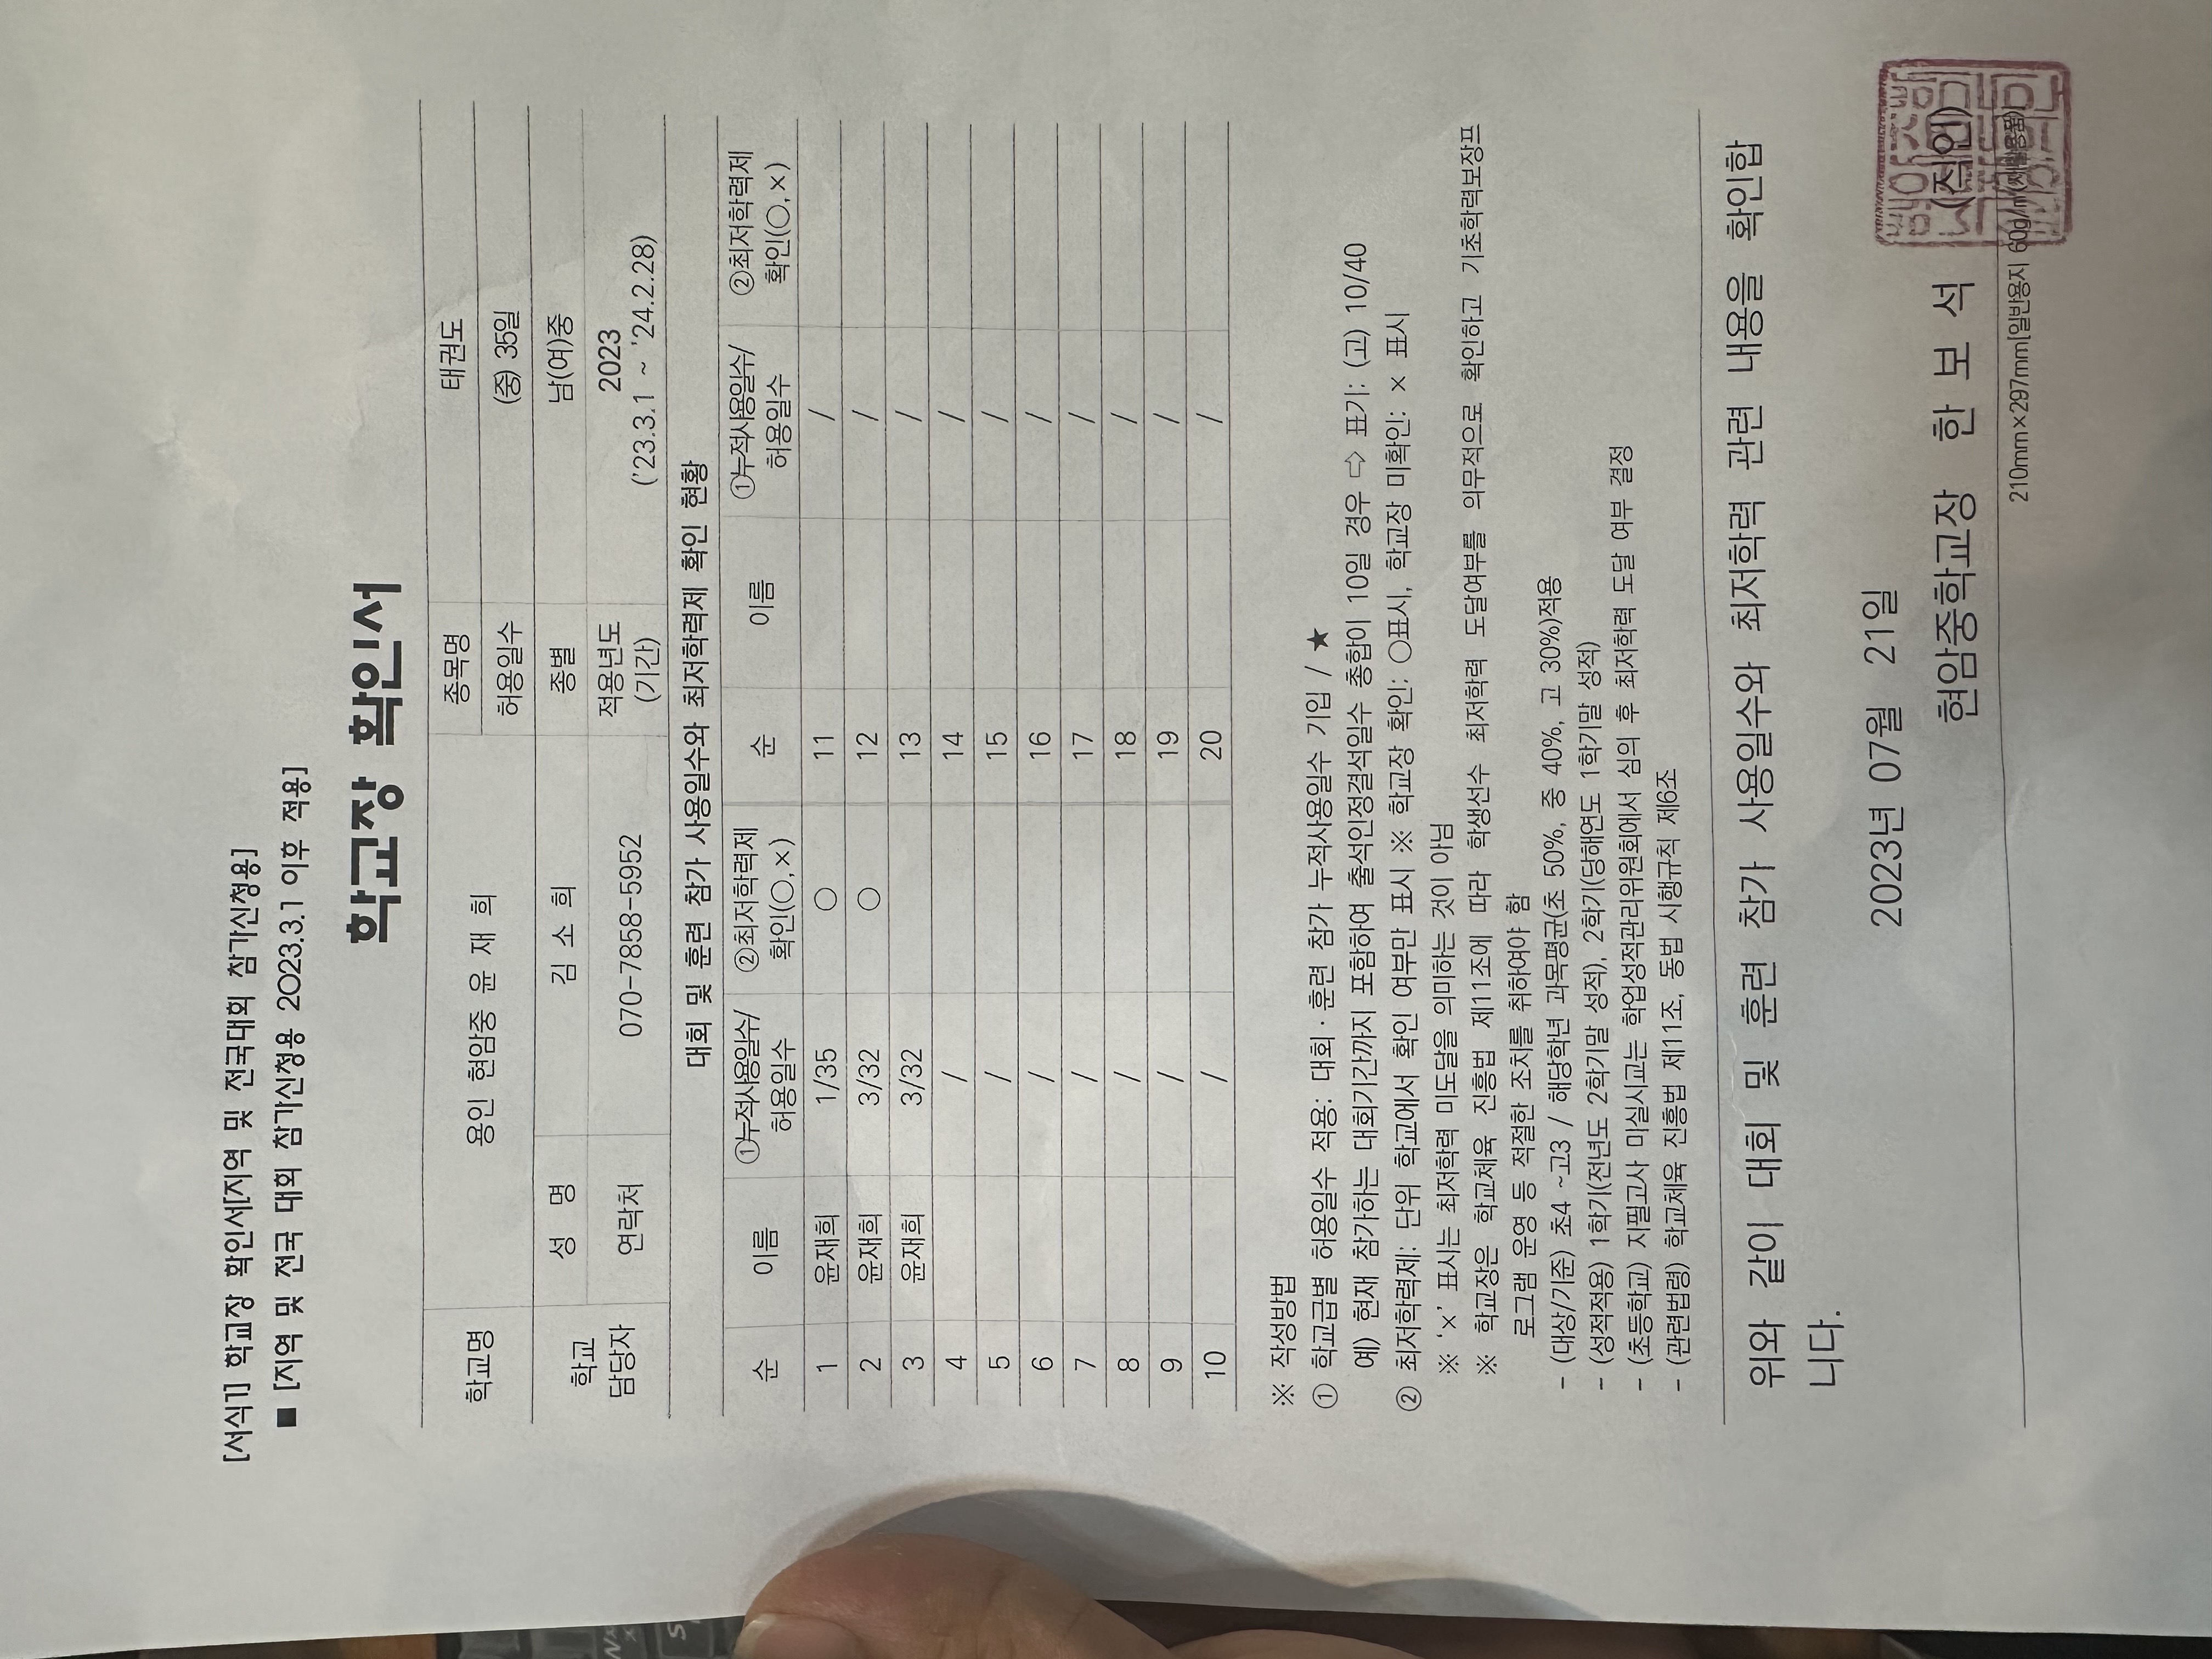 [서식1] 학교장 확인서[지역 및 전국대회 참가신청용]
■ [지역 및 전국 대회 참가신청용 2023.3.1 이후 적용]
학교장 확인서
학교명 용인 현암중 윤 재 희 종목명 태권도
허용일수 (중) 35일
학교 담당자 성 명 김 소 희 종별 남(여)중
연락처 070-7858-5952 적용년도 (기간) 2023
('23.3.1 ~ '24.2.28)
대회 및 훈련 참가 사용일수와 최저학력제 확인 현황
순 이름 ①누적사용일수/ 허용일수 ②최저학력제 확인(○,×) 순 이름 ①누적사용일수/ 허용일수 ②최저학력제 확인(○,×)
1 윤재희 1/35 ○ 11 /
2 윤재희 3/32 ○ 12 /
3 윤재희 3/32 13 /
4 / 14 /
5 / 15 /
6 / 16 /
7 / 17 /
8 / 18 /
9 / 19 /
10 / 20 /
※ 작성방법
① 학교급별 허용일수 적용: 대회·훈련 참가 누적사용일수 기입 / ★
예) 현재 참가하는 대회기간까지 포함하여 출석인정결석일수 총합이 10일 경우 ⇨ 표기: (고) 10/40
② 최저학력제: 단위 학교에서 확인 여부만 표시 ※ 학교장 확인: ○표시, 학교장 미확인: × 표시
※ '×' 표시는 최저학력 미도달을 의미하는 것이 아님
※ 학교장은 학교체육 진흥법 제11조에 따라 학생선수 최저학력 도달여부를 의무적으로 확인하고 기초학력보장프
로그램 운영 등 적절한 조치를 취하여야 함
- (대상/기준) 초4 ~고3 / 해당학년 과목평균(초 50%, 중 40%, 고 30%)적용
- (성적적용) 1학기(전년도 2학기말 성적), 2학기(당해연도 1학기말 성적)
- (초등학교) 지필고사 미실시교는 학업성적관리위원회에서 심의 후 최저학력 도달 여부 결정
- (관련법령) 학교체육 진흥법 제11조, 동법 시행규칙 제6조
위와 같이 대회 및 훈련 참가 사용일수와 최저학력 관련 내용을 확인합
니다.
2023년 07월 21일
현암중학교장 한 보 석 (직인)
210mm×297mm[일반용지 60g/㎡(재활용품)]